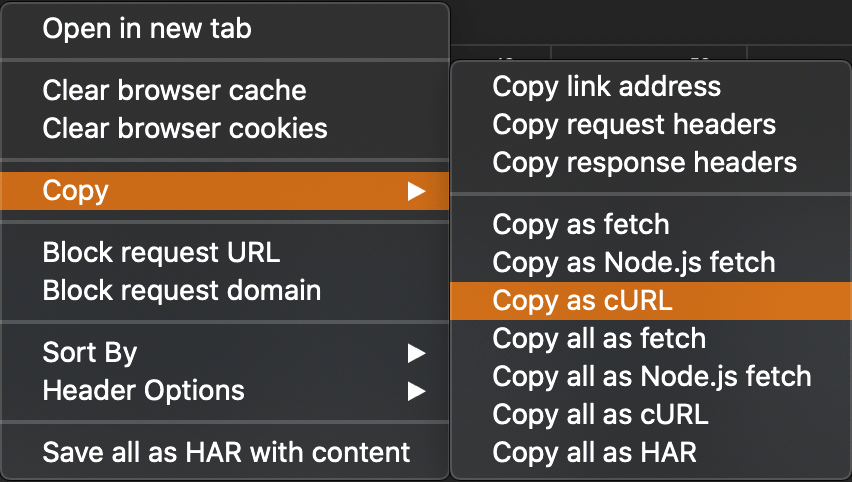 Open in new tab
Clear browser cache
Clear browser cookies
Copy
Block request URL
Block request domain
Sort By
Header Options
Save all as HAR with content
Copy link address
Copy request headers
Copy response headers
Copy as fetch
Copy as Node.js fetch
Copy as cURL
Copy all as fetch
Copy all as Node.js fetch
Copy all as cURL
Copy all as HAR